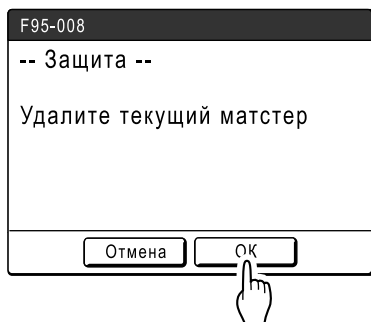 F95-008
-- Защита --
Удалите текущий матстер
Отмена
OK